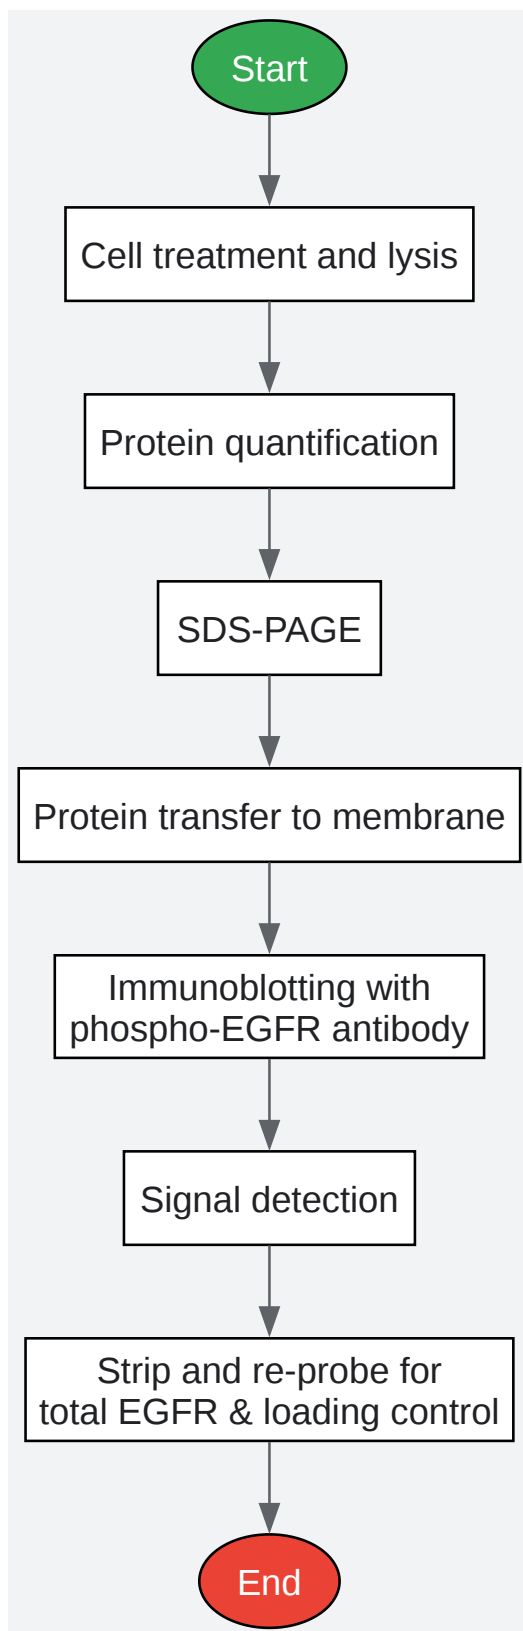 Start
Cell treatment and lysis
Protein quantification
SDS-PAGE
Protein transfer to membrane
Immunoblotting with
phospho-EGFR antibody
Signal detection
Strip and re-probe for
total EGFR & loading control
End